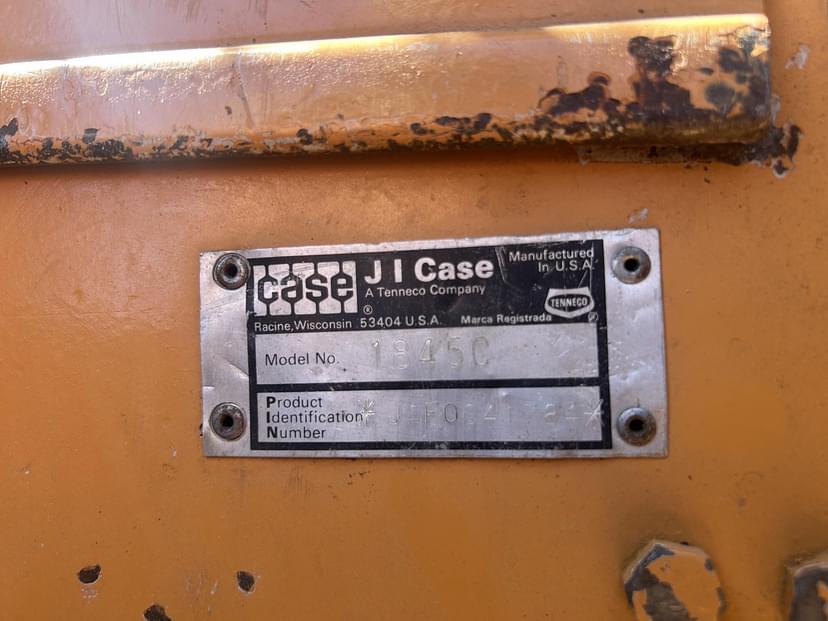 case
J I Case
A Tenneco Company
®
Manufactured
In U.S.A.
TENNECO
Racine, Wisconsin 53404 U.S.A.
Marca Registrada
Model No. 1845C
Product
Identification
Number